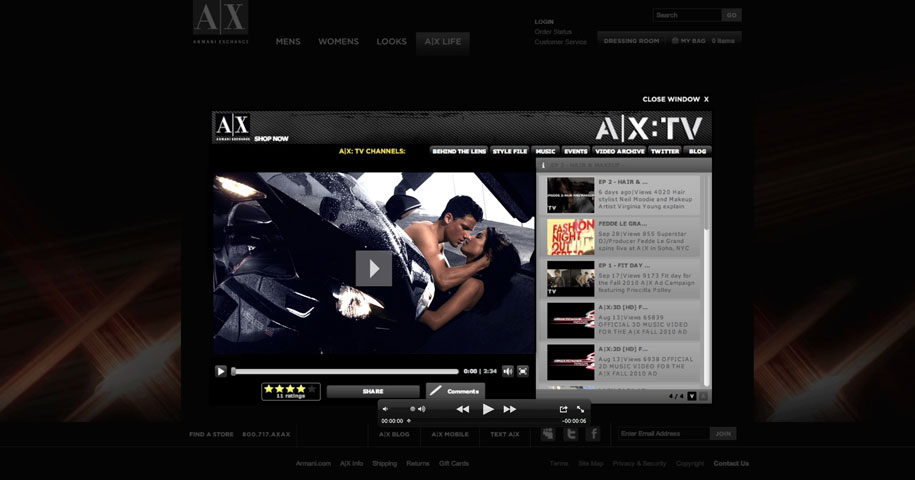 A|X
ARMANI EXCHANGE
MENS WOMENS LOOKS A|X LIFE
LOGIN
Order Status
Customer Service
Search GO
DRESSING ROOM MY BAG 0 items
CLOSE WINDOW X
A|X
ARMANI EXCHANGE
SHOP NOW
A|X:TV
A|X: TV CHANNELS:
BEHIND THE LENS STYLE FILE MUSIC EVENTS VIDEO ARCHIVE TWITTER BLOG
EP 2 - HAIR & MAKEUP
EP 2 - HAIR & ...
6 days ago|Views 4020 Hair
stylist Neil Moodie and Makeup
Artist Virginia Young explain
TV
FASHION
NIGHT
OUT
FEDDE LE GRA...
Sep 28|Views 655 Superstar
DJ/Producer Fedde Le Grand
spins live at A|X in Soho, NYC
EP 1 - FIT DAY ...
Sep 17|Views 9173 Fit day for
the Fall 2010 A|X Ad Campaign
featuring Priscilla Polley
TV
A|X:3D [HD] F...
Aug 13|Views 65839
OFFICIAL 3D MUSIC VIDEO
FOR THE A|X FALL 2010 AD
A|X:2D [HD] F...
Aug 13|Views 6938 OFFICIAL
2D MUSIC VIDEO FOR THE
A|X FALL 2010 AD
4 / 4
0:00 | 3:34
11 ratings
SHARE
Comments
00:00:00 -00:00:06
FIND A STORE 800.717.AXAX
A|X BLOG A|X MOBILE TEXT A|X
t f
Enter Email Address JOIN
Armani.com A|X Info Shipping Returns Gift Cards
Terms Site Map Privacy & Security Copyright Contact Us